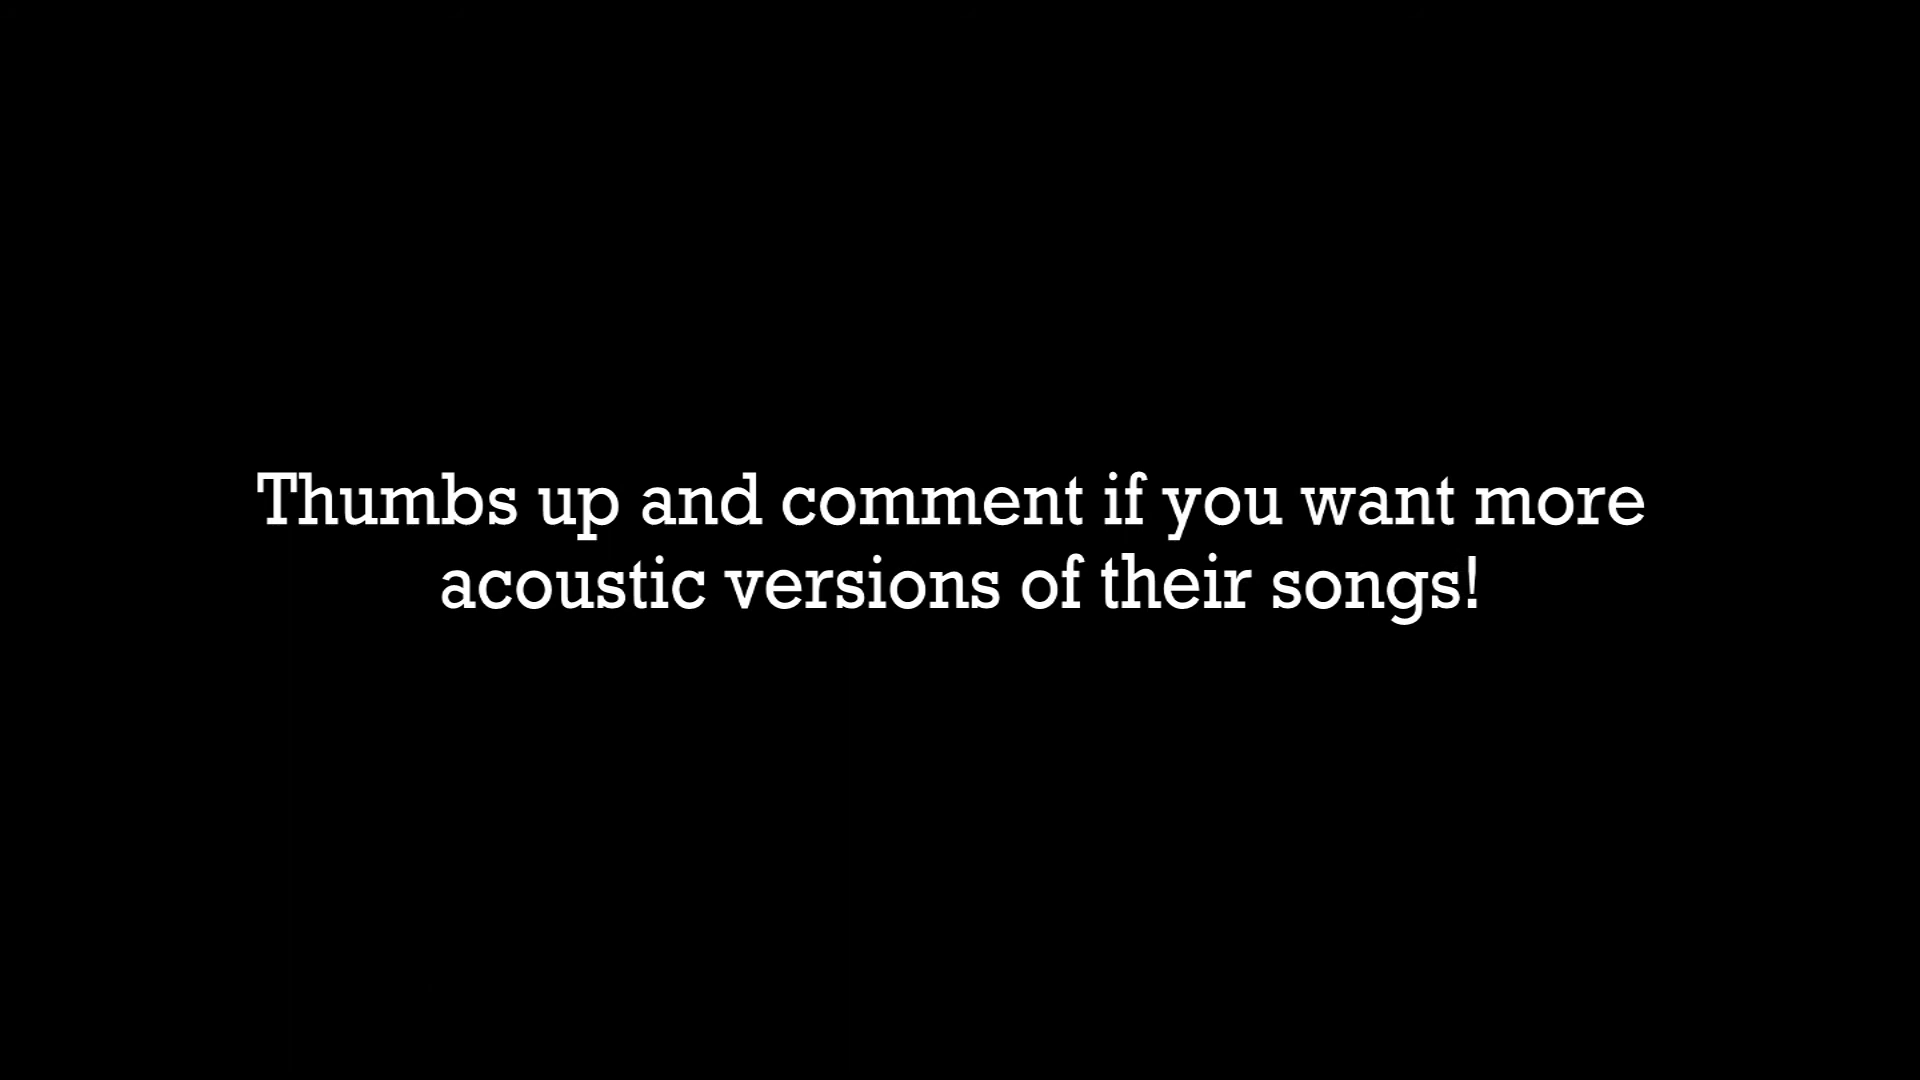 Thumbs up and comment if you want more
acoustic versions of their songs!